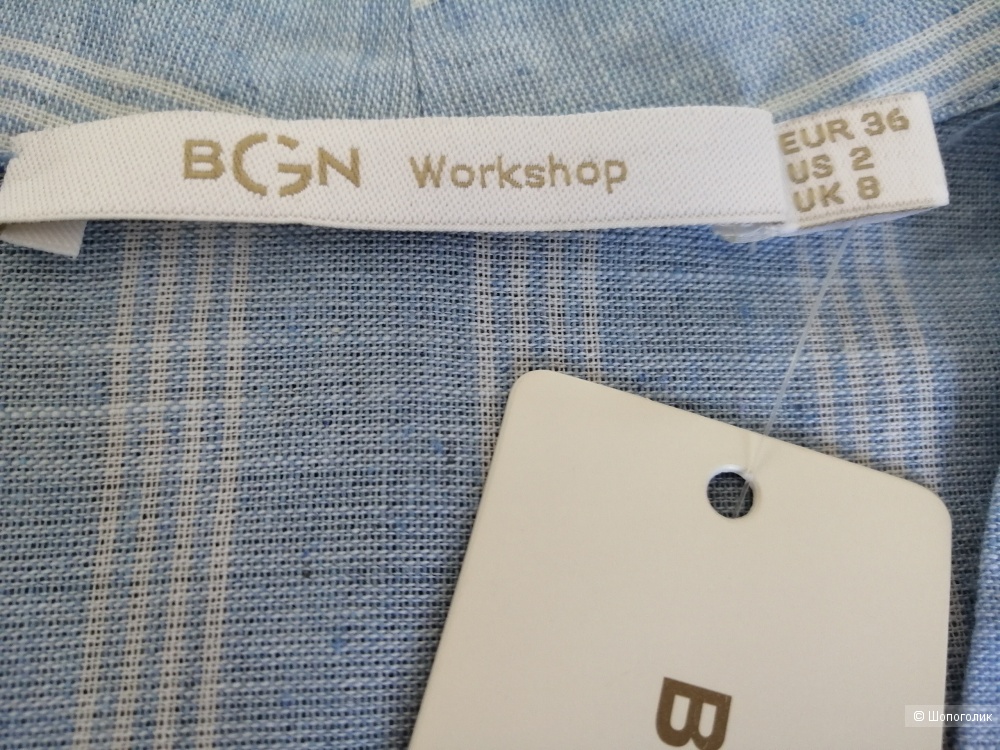 BGN Workshop
EUR 36
US 2
UK 8
B
© Шопоголик